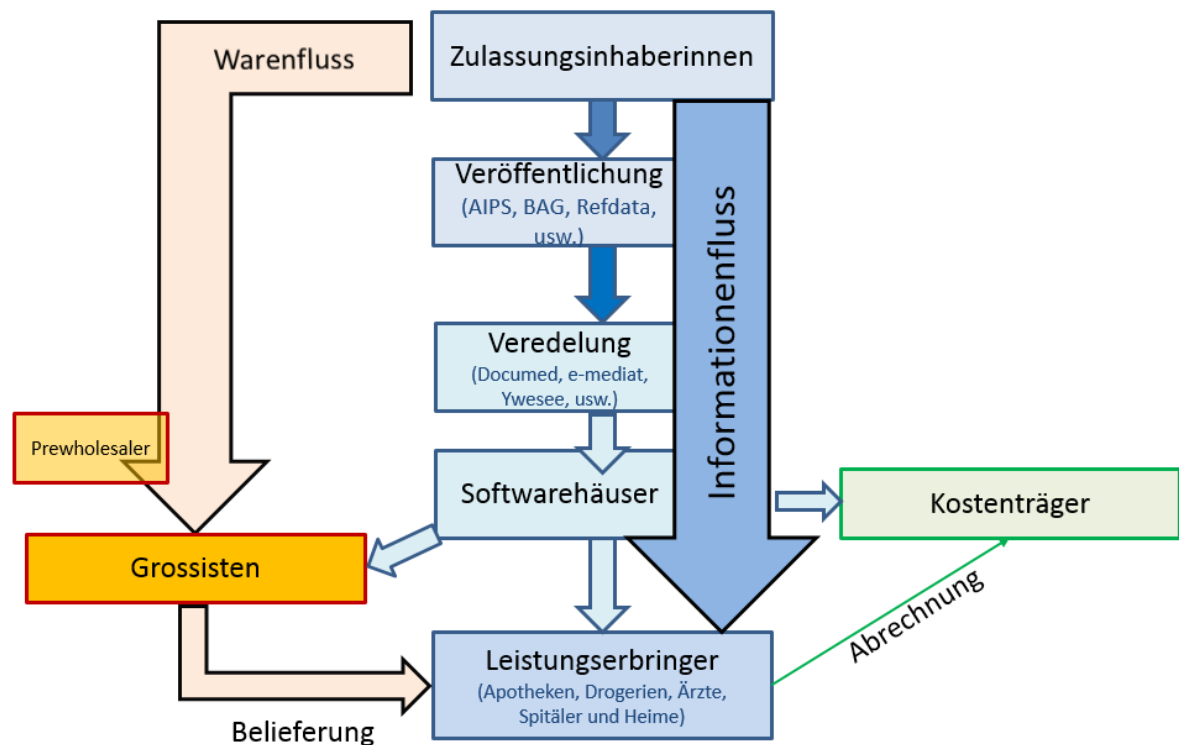 Warenfluss
Zulassungsinhaberinnen
Veröffentlichung
(AIPS, BAG, Refdata,
usw.)
Informationenfluss
Veredelung
(Documed, e-mediat,
Ywesee, usw.)
Prewholesaler
Softwarehäuser
Kostenträger
Grossisten
Abrechnung
Leistungserbringer
(Apotheken, Drogerien, Ärzte,
Spitäler und Heime)
Belieferung